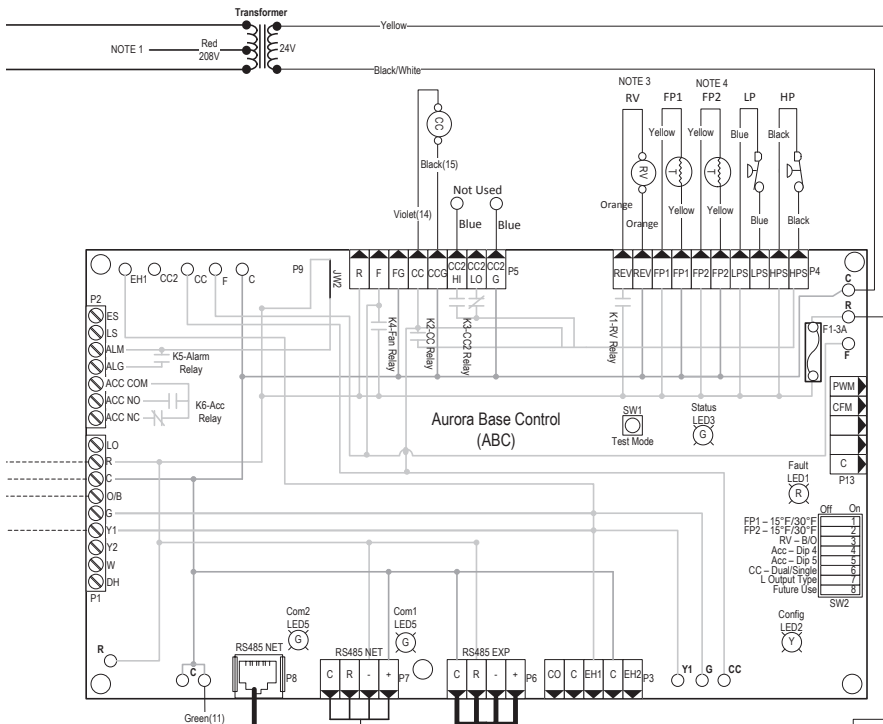 Transformer
Yellow
NOTE 1
Red
208V
24V
Black/White
NOTE 3
NOTE 4
RV
FP1
FP2
LP
HP
CC
Yellow
Yellow
Blue
Black
Black(15)
T
T
RV
Not Used
Violet(14)
Blue
Blue
Orange
Orange
Yellow
Yellow
Blue
Black
EH1
CC2
CC
F
C
P9
JW2
R
F
FG
CC
CCG
CC2 HI
CC2 LO
CC2 G
P5
REV
REV
FP1
FP1
FP2
FP2
LPS
LPS
HPS
HPS
P4
C
R
F1-3A
F
P2
ES
LS
ALM
ALG
ACC COM
ACC NO
ACC NC
K5-Alarm
Relay
K6-Acc
Relay
K4-Fan Relay
K2-CC Relay
K3-CC2 Relay
K1-RV Relay
Aurora Base Control
(ABC)
SW1
Test Mode
Status
LED3
G
PWM
CFM
C
P13
LO
R
C
O/B
G
Y1
Y2
W
DH
P1
Fault
LED1
R
Off
On
FP1 – 15°F/30°F
1
FP2 – 15°F/30°F
2
RV – B/O
3
Acc – Dip 4
4
Acc – Dip 5
5
CC – Dual/Single
6
L Output Type
7
Future Use
8
SW2
Config
LED2
Y
R
C
Com2
LED5
G
Com1
LED5
G
RS485 NET
P8
RS485 NET
C
R
-
+
P7
RS485 EXP
C
R
-
+
P6
CO
C
EH1
C
EH2
P3
Y1
G
CC
Green(11)